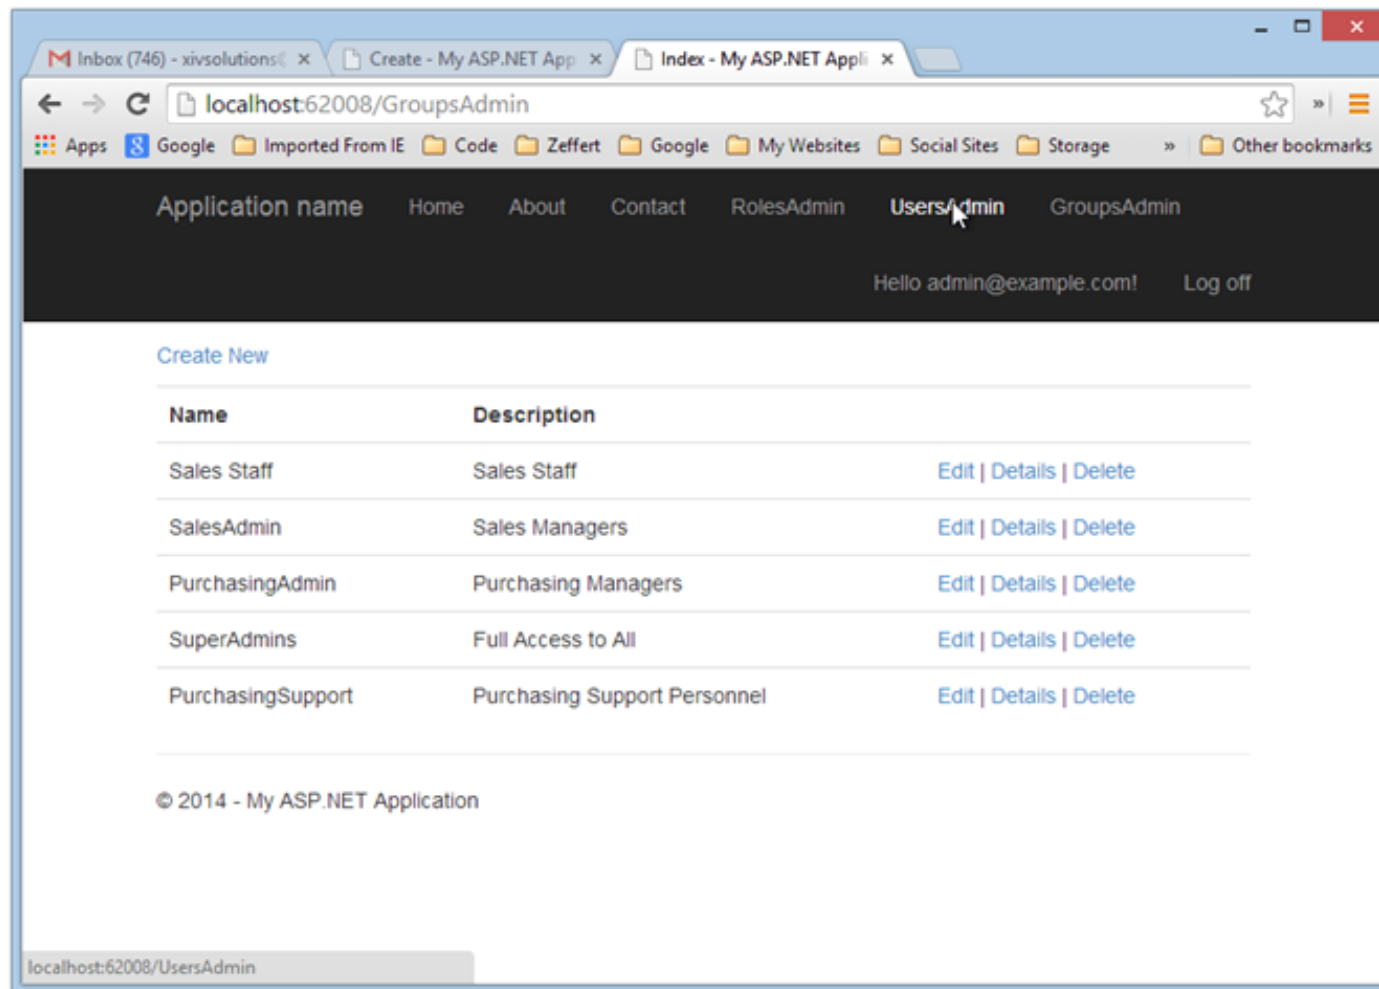 Inbox (746) - xivsolutions@ Create - My ASP.NET App Index - My ASP.NET Appli
localhost:62008/GroupsAdmin
Apps Google Imported From IE Code Zeffert Google My Websites Social Sites Storage » Other bookmarks
Application name Home About Contact RolesAdmin UsersAdmin GroupsAdmin
Hello admin@example.com! Log off
Create New
Name Description
Sales Staff Sales Staff Edit | Details | Delete
SalesAdmin Sales Managers Edit | Details | Delete
PurchasingAdmin Purchasing Managers Edit | Details | Delete
SuperAdmins Full Access to All Edit | Details | Delete
PurchasingSupport Purchasing Support Personnel Edit | Details | Delete
© 2014 - My ASP.NET Application
localhost:62008/UsersAdmin